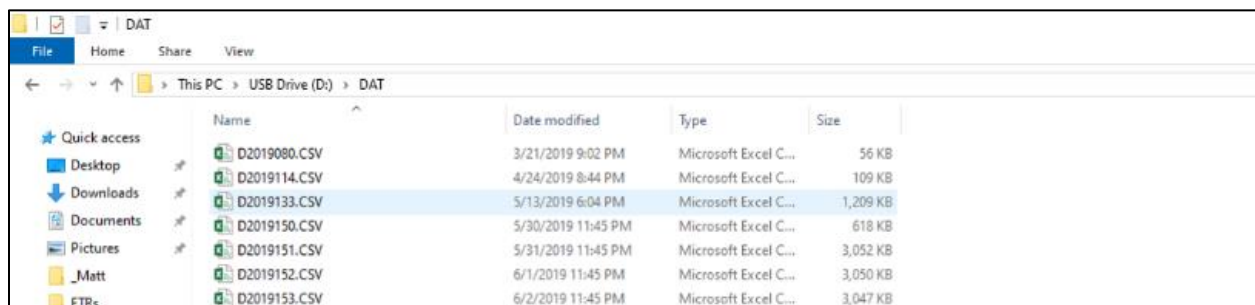 DAT
File Home Share View
This PC > USB Drive (D:) > DAT
Name Date modified Type Size
Quick access
Desktop
Downloads
Documents
Pictures
_Matt
ETRs
D2019080.CSV 3/21/2019 9:02 PM Microsoft Excel C... 56 KB
D2019114.CSV 4/24/2019 8:44 PM Microsoft Excel C... 109 KB
D2019133.CSV 5/13/2019 6:04 PM Microsoft Excel C... 1,209 KB
D2019150.CSV 5/30/2019 11:45 PM Microsoft Excel C... 618 KB
D2019151.CSV 5/31/2019 11:45 PM Microsoft Excel C... 3,052 KB
D2019152.CSV 6/1/2019 11:45 PM Microsoft Excel C... 3,050 KB
D2019153.CSV 6/2/2019 11:45 PM Microsoft Excel C... 3,047 KB